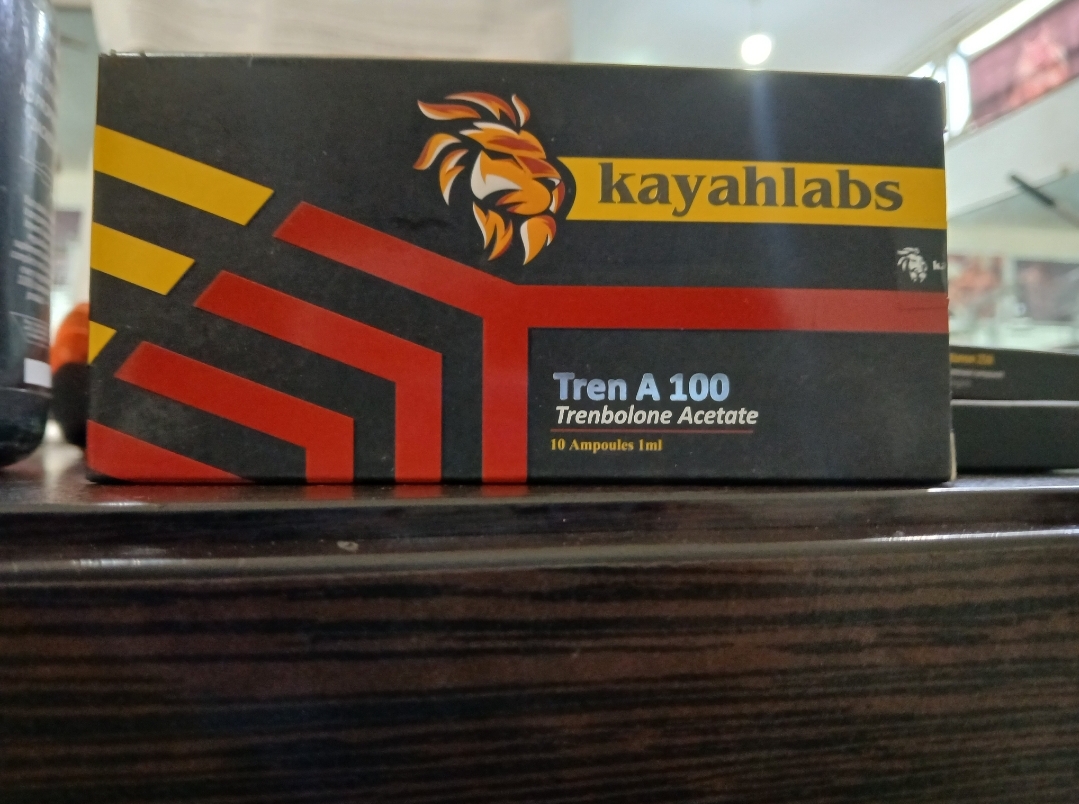 kayahlabs
Tren A 100
Trenbolone Acetate
10 Ampoules 1ml